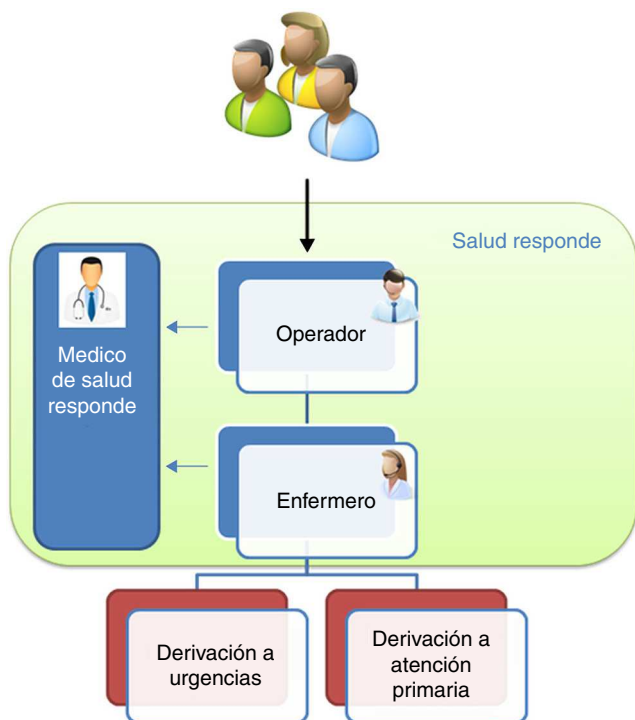 Salud responde
Operador
Medico
de salud
responde
Enfermero
Derivación a
urgencias
Derivación a
atención
primaria